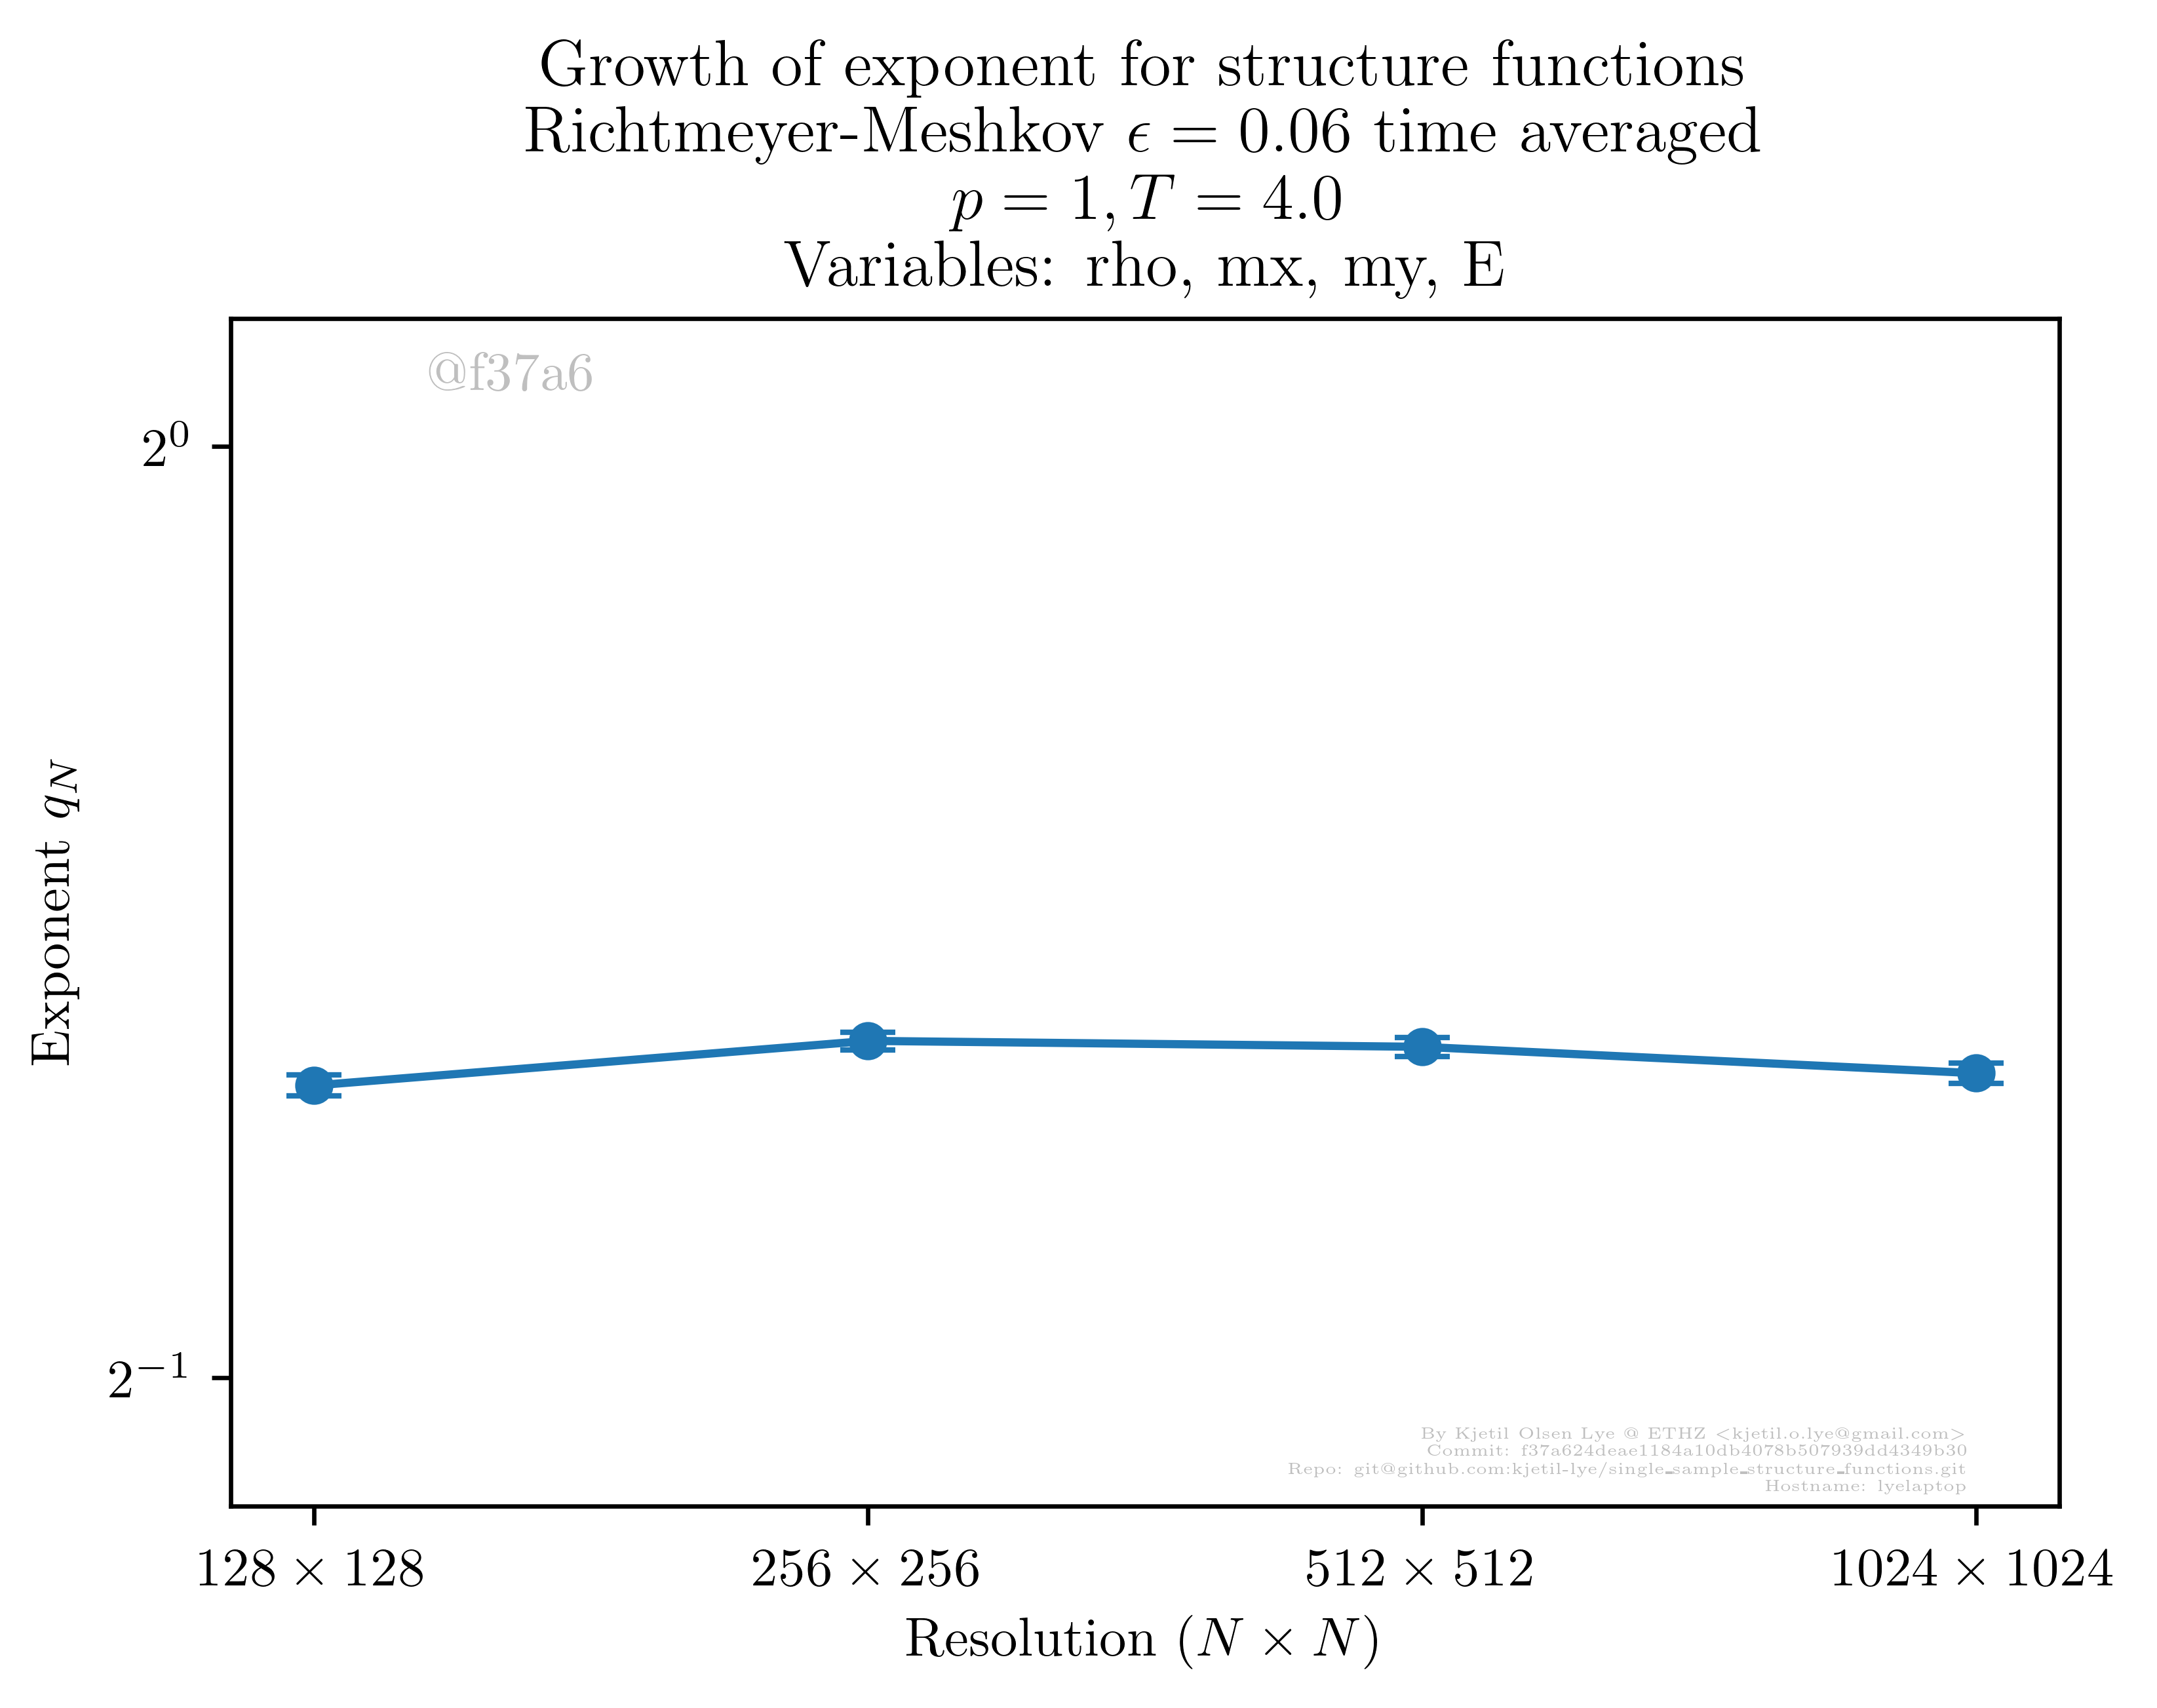 Growth of exponent for structure functions
Richtmeyer-Meshkov ϵ = 0.06 time averaged
p = 1, T = 4.0
Variables: rho, mx, my, E
@f37a6
2⁰
Exponent q_N
2⁻¹
By Kjetil Olsen Lye @ ETHZ <kjetil.o.lye@gmail.com>
Commit: f37a624deae1184a10db4078b507939dd4349b30
Repo: git@github.com:kjetil-lye/single_sample_structure_functions.git
Hostname: lyelaptop
128 × 128 256 × 256 512 × 512 1024 × 1024
Resolution (N × N)